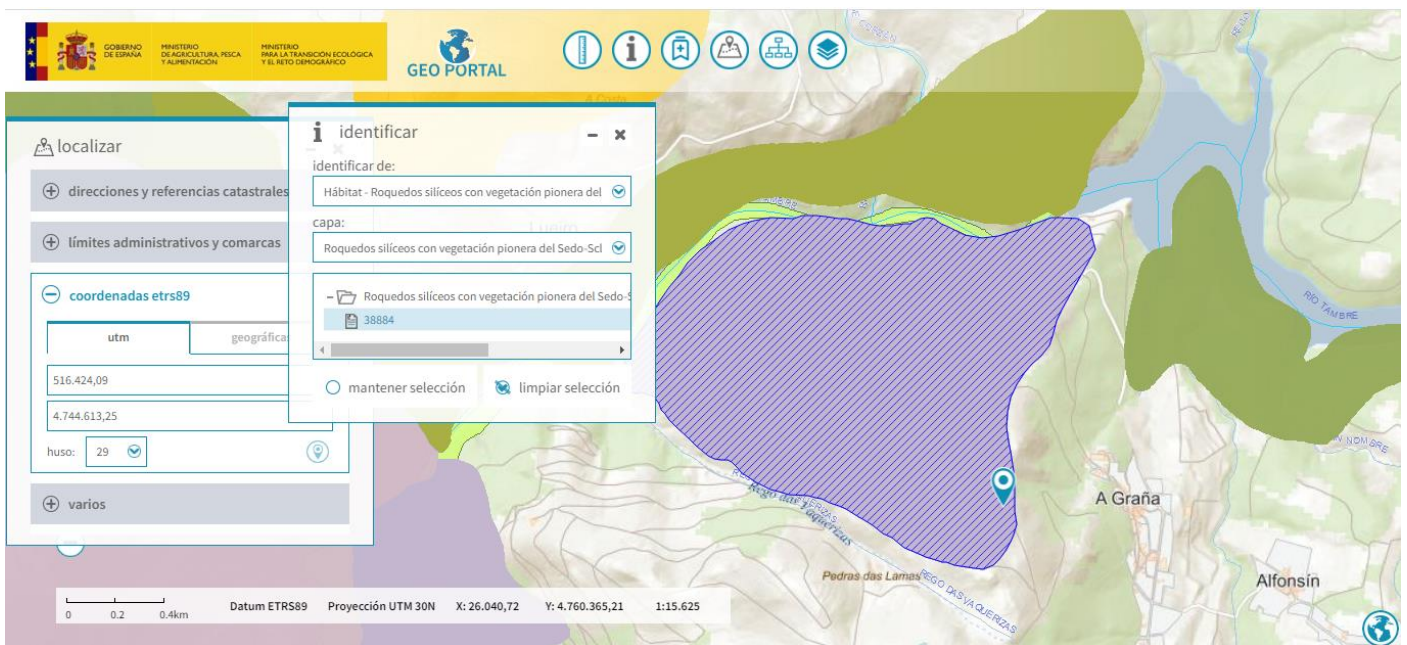 GOBIERNO
DE ESPAÑA
MINISTERIO
DE AGRICULTURA, PESCA
Y ALIMENTACIÓN
MINISTERIO
PARA LA TRANSICIÓN ECOLÓGICA
Y EL RETO DEMOGRÁFICO
GEO PORTAL
A Costa
localizar
direcciones y referencias catastrales
límites administrativos y comarcas
coordenadas etrs89
utm
geográficas
516.424,09
4.744.613,25
huso: 29
varios
identificar
identificar de:
Hábitat - Roquedos silíceos con vegetación pionera del
capa:
Roquedos silíceos con vegetación pionera del Sedo-Scl
Roquedos silíceos con vegetación pionera del Sedo-S
38884
mantener selección
limpiar selección
RÍO TAMBRE
NOMBRE
A Graña
Alfonsín
Rego das Vaquerizas
Pedras das Lamas
REGO DAS VAQUERIZAS
0 0.2 0.4km
Datum ETRS89 Proyección UTM 30N X: 26.040,72 Y: 4.760.365,21 1:15.625